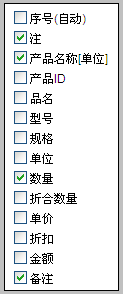 序号(自动)
注
产品名称[单位]
产品ID
品名
型号
规格
单位
数量
折合数量
单价
折扣
金额
备注